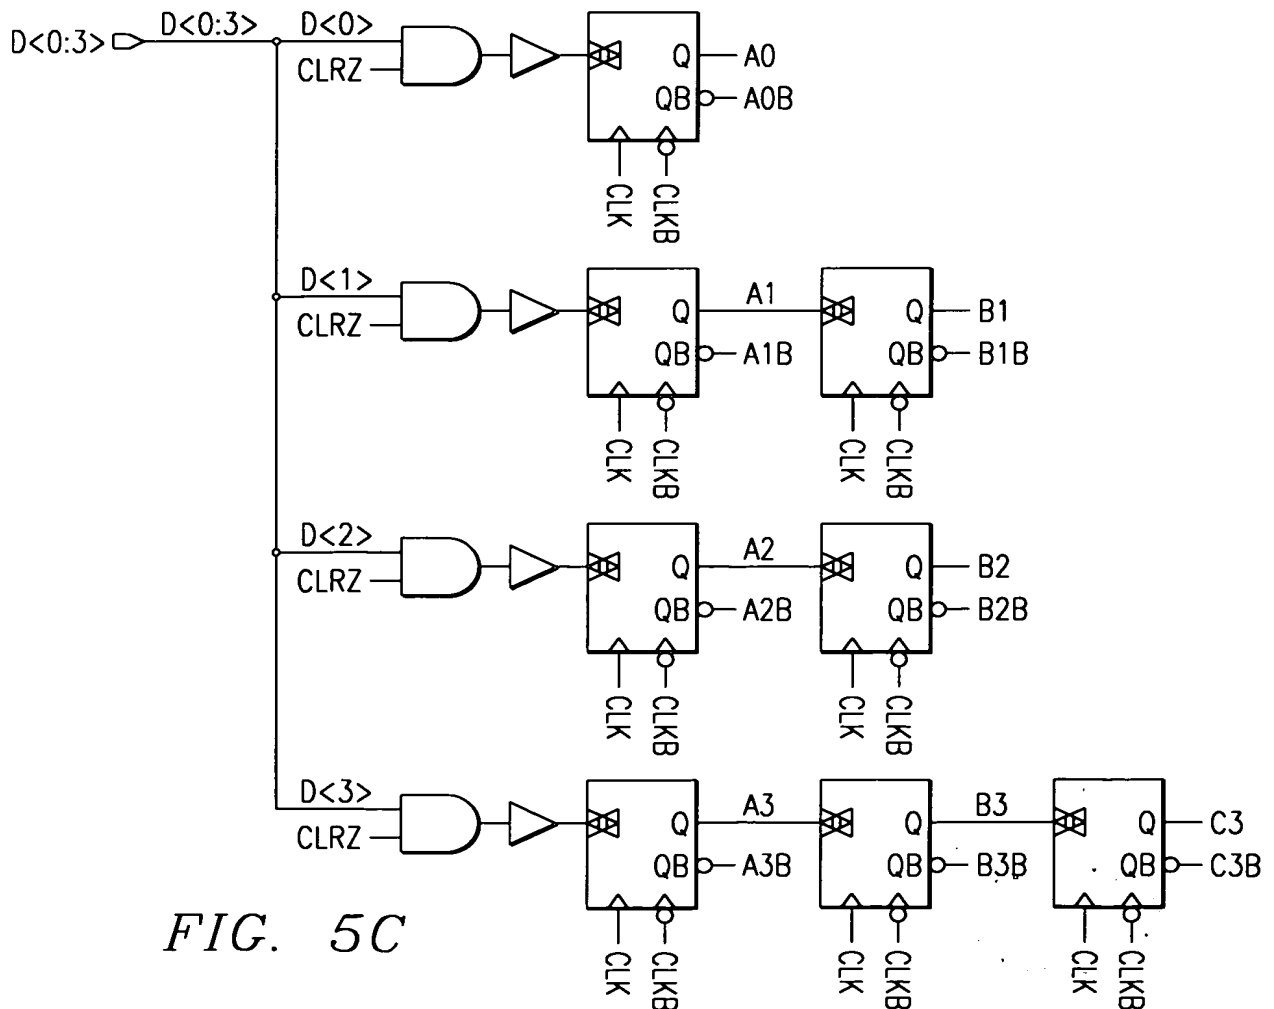 D<0:3> D<0:3> D<0>
CLRZ
Q A0
QB A0B
CLK CLKB
D<1>
CLRZ
Q A1 Q B1
QB A1B QB B1B
CLK CLKB CLK CLKB
D<2>
CLRZ
Q A2 Q B2
QB A2B QB B2B
CLK CLKB CLK CLKB
D<3>
CLRZ
Q A3 Q B3 Q C3
QB A3B QB B3B QB C3B
CLK CLKB CLK CLKB CLK CLKB
FIG. 5C